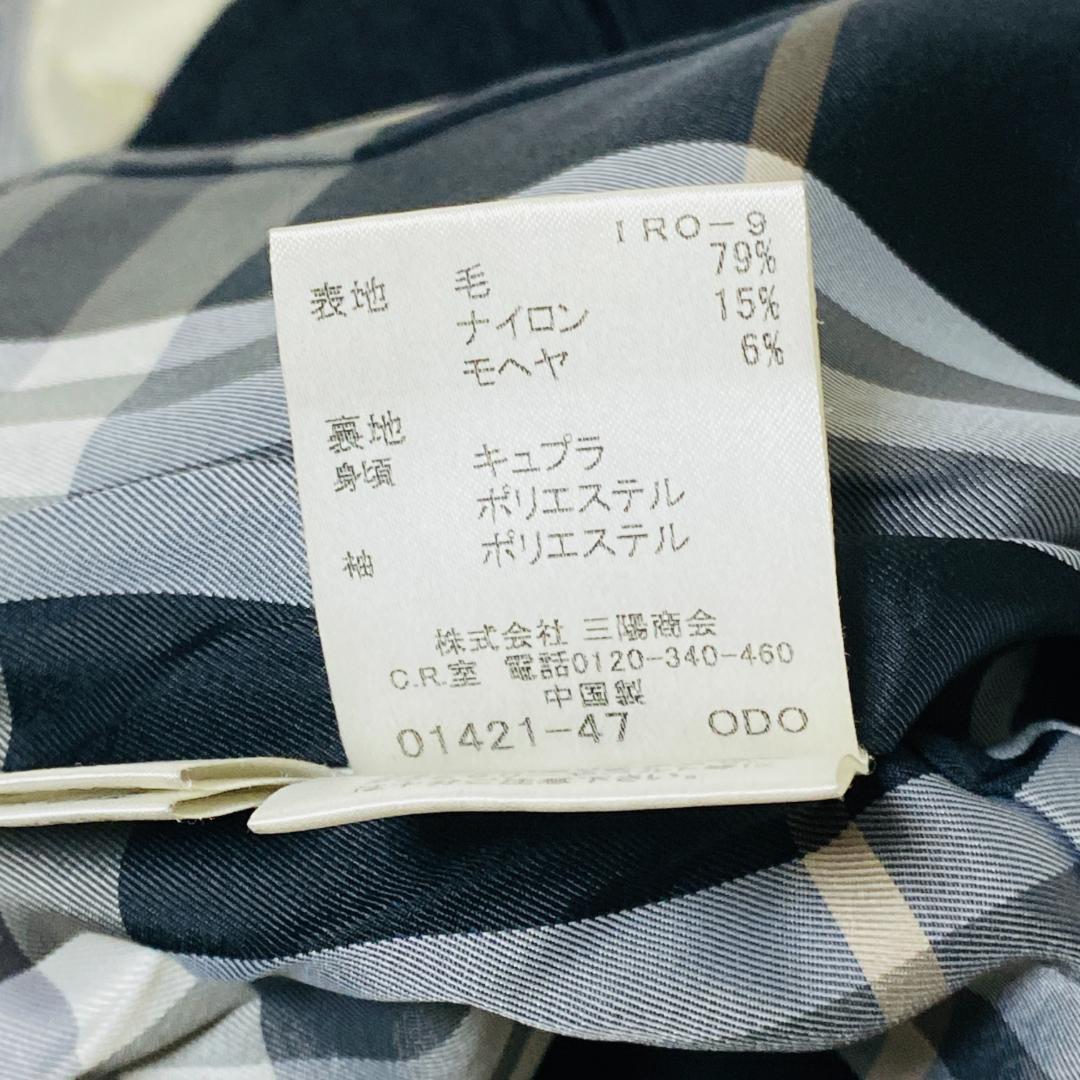 IRO-9
表地 毛 79%
ナイロン 15%
モヘヤ 6%
裏地
身頃 キュプラ
ポリエステル
袖 ポリエステル
株式会社 三陽商会
C.R.室 電話0120-340-460
中国製
01421-47 ODO